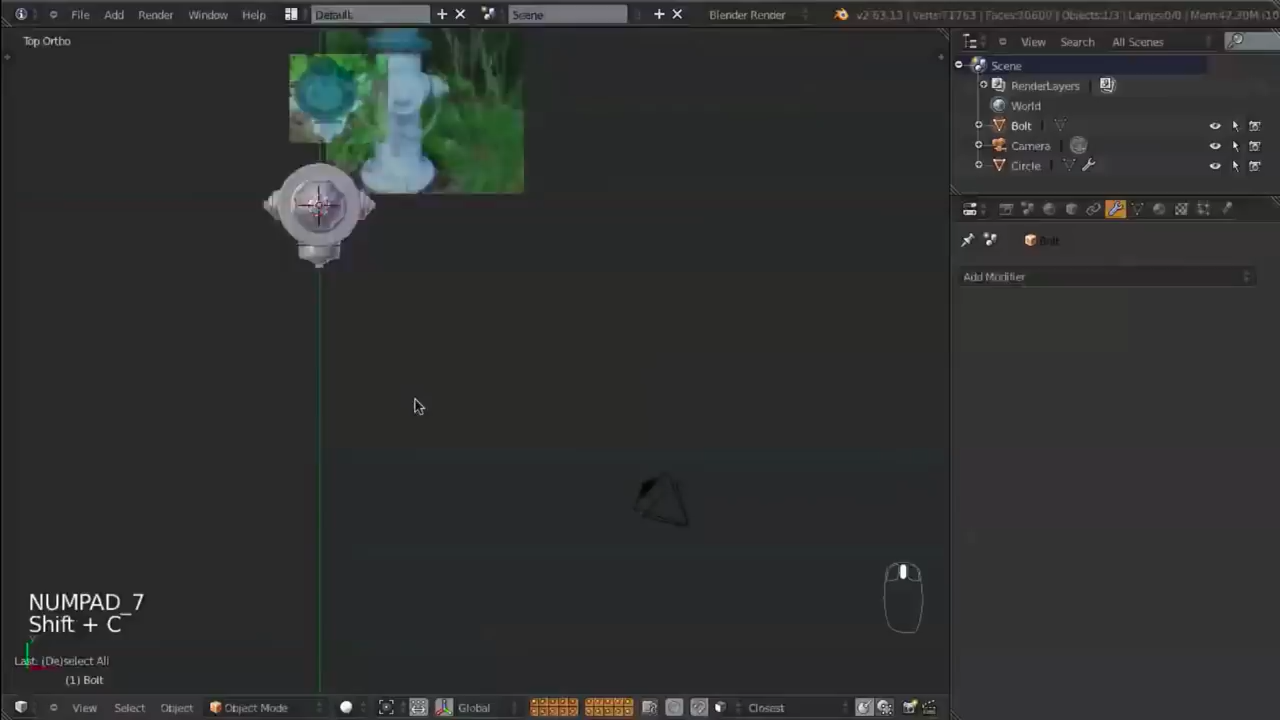 File Add Render Window Help Default Scene Blender Render
Top Ortho
View Search All Scenes
Scene
RenderLayers
World
Bolt
Camera
Circle
Bolt
Add Modifier
NUMPAD_7
Shift + C
Last: (De)select All
(1) Bolt
View Select Object Object Mode Global Closest